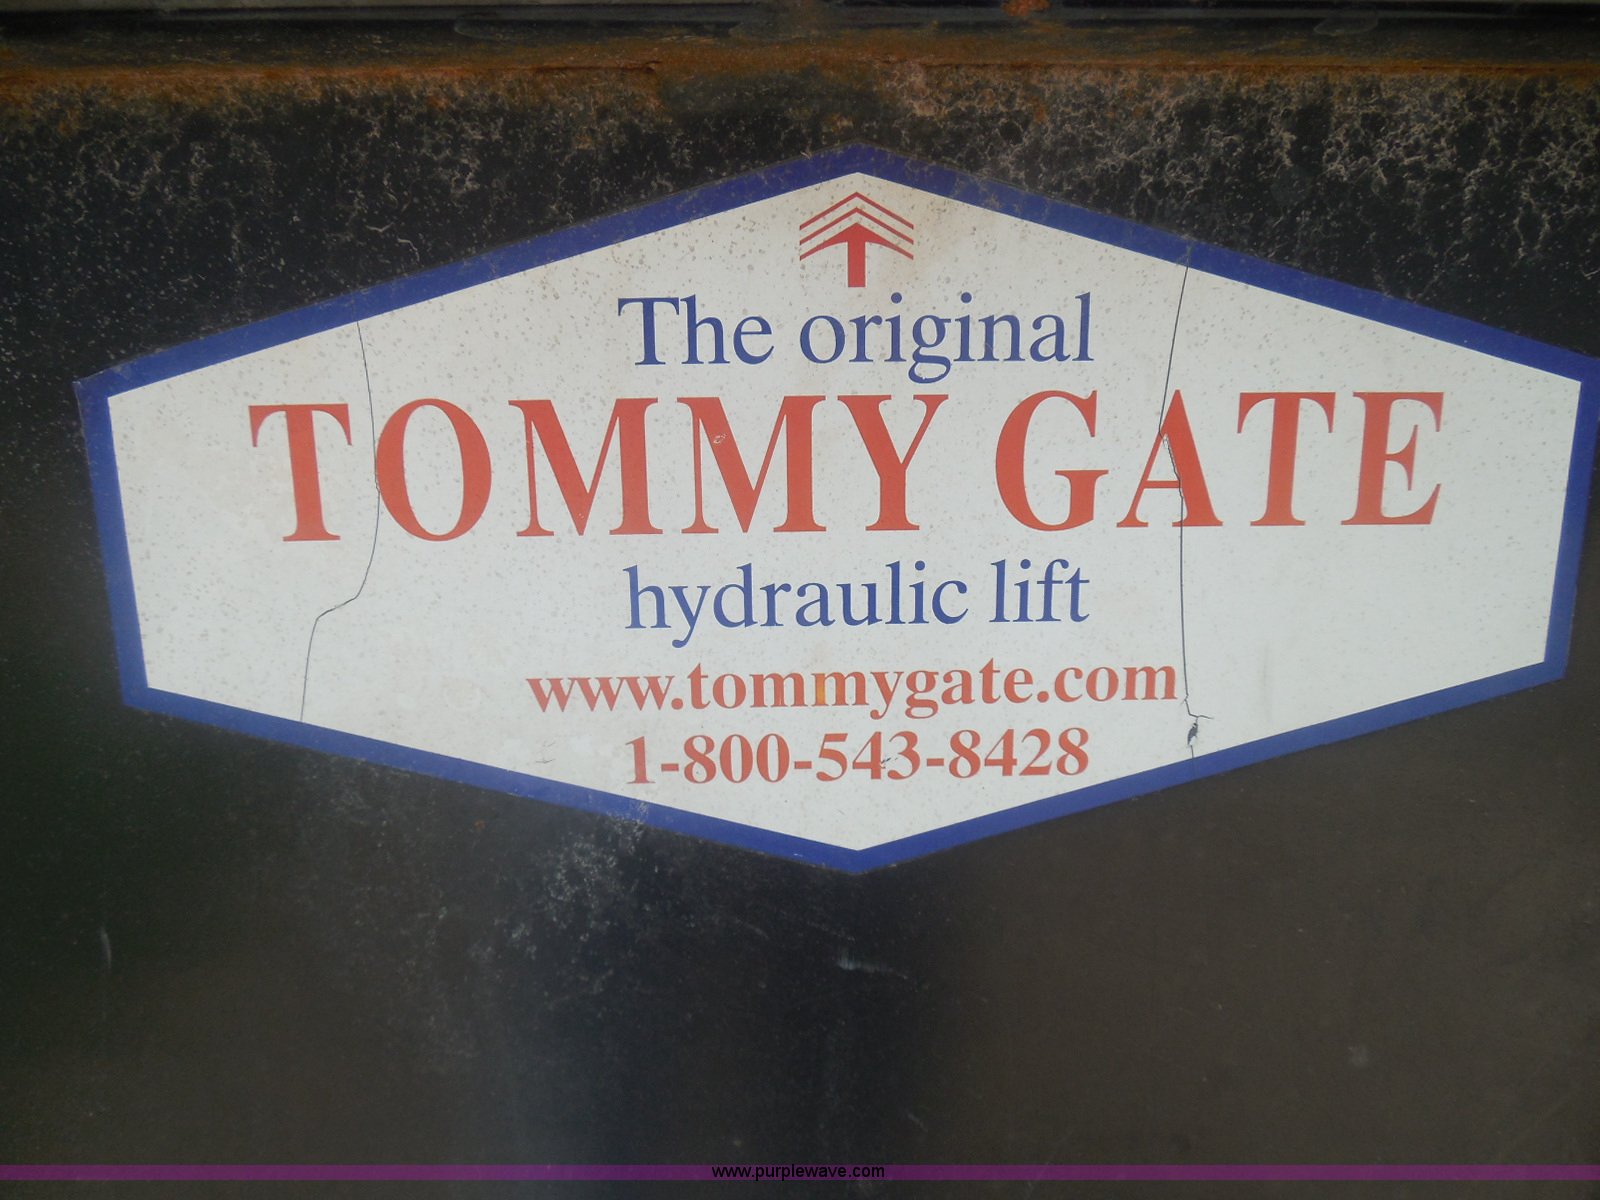 The original
TOMMY GATE
hydraulic lift
www.tommygate.com
1-800-543-8428
www.purplewave.com